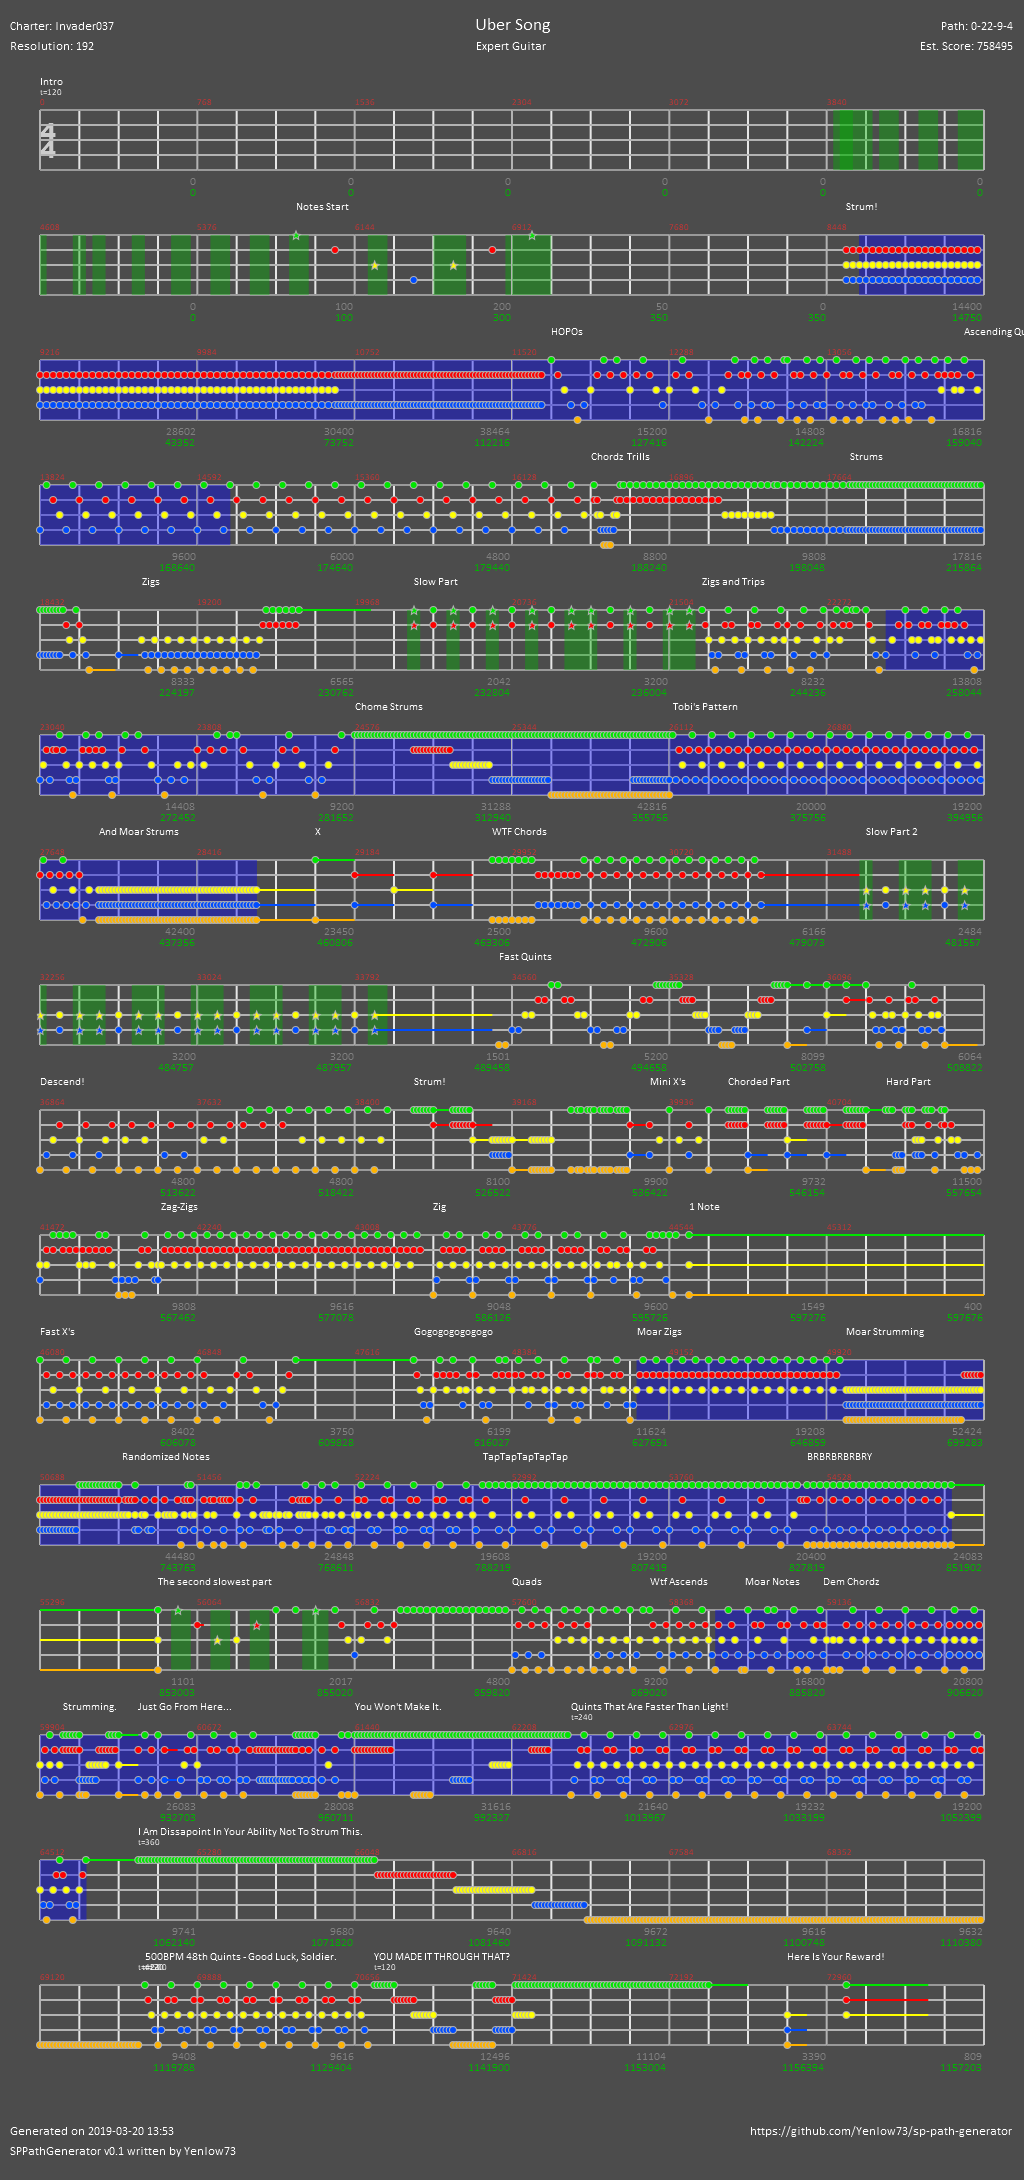 Charter: Invader037
Uber Song
Path: 0-22-9-4
Resolution: 192
Expert Guitar
Est. Score: 758495
Intro
t=120
0 768 1536 2304 3072 3840
4
4
0 0 0 0 0 0
0 0 0 0 0 0
Notes Start Strum!
0 100 200 50 0 14400
0 100 300 350 350 14750
HOPOs Ascending Qu
28602 30400 38464 15200 14808 16816
43352 73752 112216 127416 142224 159040
Chordz Trills Strums
9600 6000 4800 8800 9808 17816
168640 174640 179440 188240 198048 215864
Zigs Slow Part Zigs and Trips
8333 6565 2042 3200 8232 13808
224197 230762 232804 236004 244236 258044
Chome Strums Tobi's Pattern
14408 9200 31288 42816 20000 19200
272452 281652 312940 355756 375756 394956
And Moar Strums X WTF Chords Slow Part 2
42400 23450 2500 9600 6166 2484
437356 460806 463306 472906 479073 481557
Fast Quints
3200 3200 1501 5200 8099 6064
484757 487957 489458 494658 502758 508822
Descend! Strum! Mini X's Chorded Part Hard Part
4800 4800 8100 9900 9732 11500
513622 518422 526522 536422 546154 557654
Zag-Zigs Zig 1 Note
9808 9616 9048 9600 1549 400
567462 577078 586126 595726 597276 597676
Fast X's Gogogogogogogo Moar Zigs Moar Strumming
8402 3750 6199 11624 19208 52424
606078 609828 616027 627651 646859 699283
Randomized Notes TapTapTapTapTap BRBRBRBRBRY
44480 24848 19608 19200 20400 24083
743763 768611 788219 807419 827819 851902
The second slowest part Quads Wtf Ascends Moar Notes Dem Chordz
1101 2017 4800 9200 16800 20800
853003 855020 859820 869020 885820 906620
Strumming. Just Go From Here... You Won't Make It. Quints That Are Faster Than Light!
t=240
26083 28008 31616 21640 19232 19200
932703 960711 992327 1013967 1033199 1052399
I Am Dissapoint In Your Ability Not To Strum This.
t=360
9741 9680 9640 9672 9616 9632
1062140 1071820 1081460 1091132 1100748 1110380
500BPM 48th Quints - Good Luck, Soldier. YOU MADE IT THROUGH THAT? Here Is Your Reward!
t=120
9408 9616 12496 11104 3390 809
1119788 1129404 1141900 1153004 1156394 1157203
Generated on 2019-03-20 13:53
https://github.com/Yenlow73/sp-path-generator
SPPathGenerator v0.1 written by Yenlow73